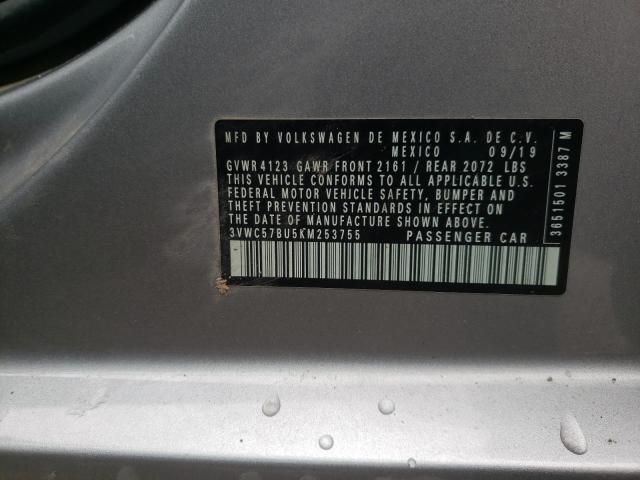 MFD BY VOLKSWAGEN DE MEXICO S.A. DE C.V.
MEXICO 09/19
GVWR 4123 GAWR FRONT 2161 / REAR 2072 LBS
THIS VEHICLE CONFORMS TO ALL APPLICABLE U.S.
FEDERAL MOTOR VEHICLE SAFETY, BUMPER AND
THEFT PREVENTION STANDARDS IN EFFECT ON
THE DATE OF MANUFACTURE SHOWN ABOVE.
3VWC57BU5KM253755 PASSENGER CAR
36511501 3387 M